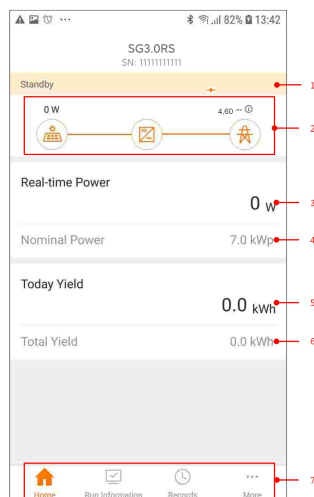 82% 13:42
SG3.0RS
SN: 11111111111
Standby
1
0 W
4,60 -- 
2
Real-time Power
0 W
3
Nominal Power
7.0 kWp
4
Today Yield
0.0 kWh
5
Total Yield
0.0 kWh
6
7
Home Run Information Records More